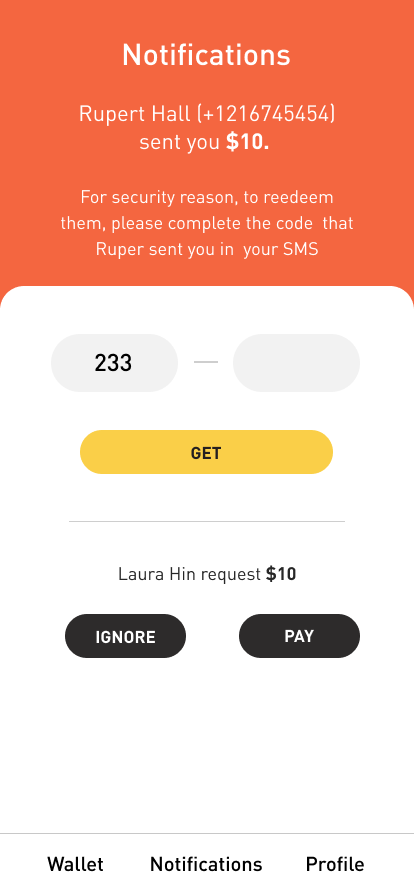 Notifications
Rupert Hall (+1216745454)
sent you $10.
For security reason, to reedeem
them, please complete the code  that
Ruper sent you in  your SMS
233 —
GET
Laura Hin request $10
IGNORE PAY
Wallet Notifications Profile